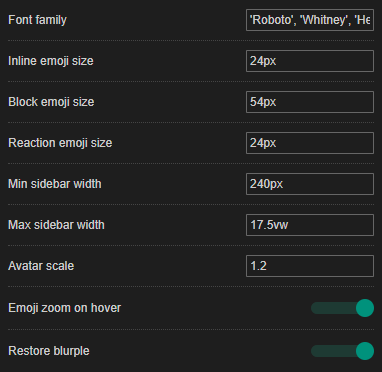 Font family 'Roboto', 'Whitney', 'He
Inline emoji size 24px
Block emoji size 54px
Reaction emoji size 24px
Min sidebar width 240px
Max sidebar width 17.5vw
Avatar scale 1.2
Emoji zoom on hover
Restore blurple